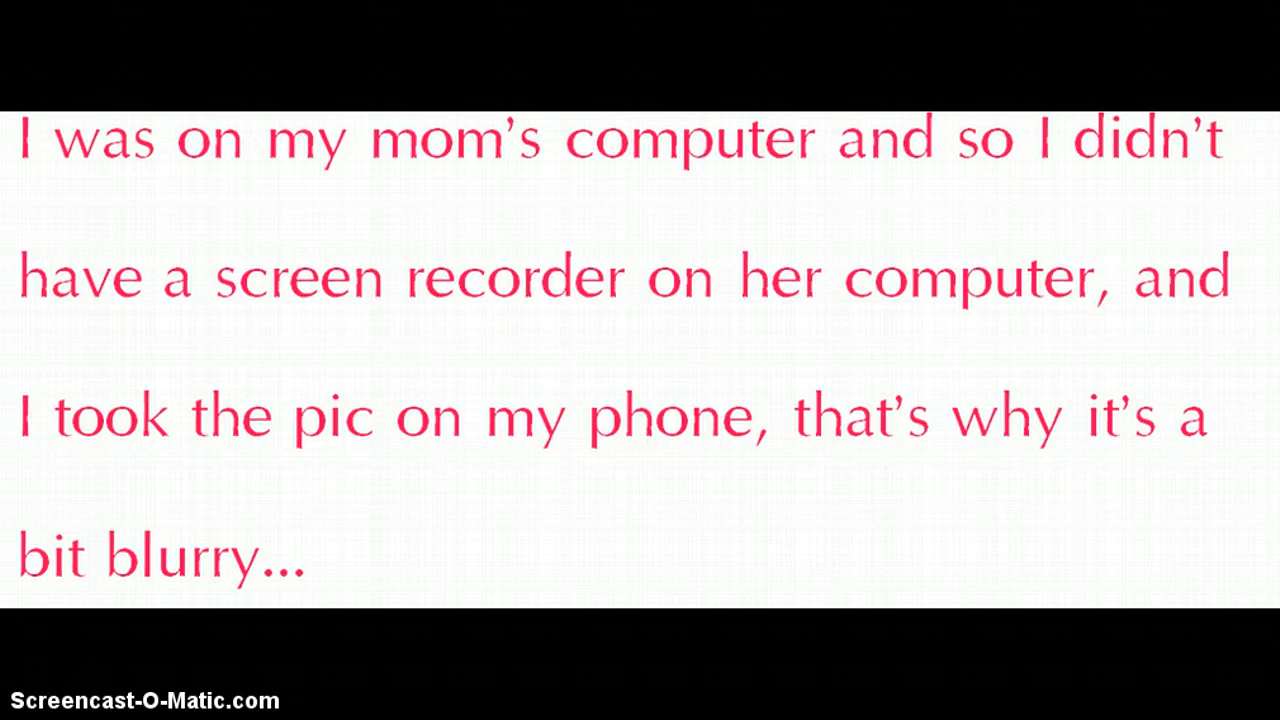 I was on my mom’s computer and so I didn’t
have a screen recorder on her computer, and
I took the pic on my phone, that’s why it’s a
bit blurry...
Screencast-O-Matic.com